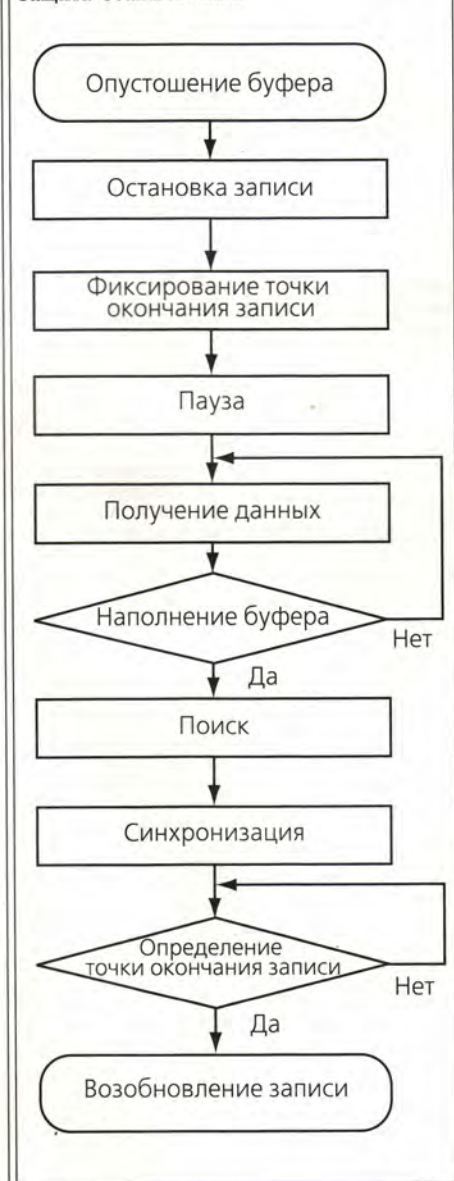 Опустошение буфера
Остановка записи
Фиксирование точки
окончания записи
Пауза
Получение данных
Наполнение буфера
Нет
Да
Поиск
Синхронизация
Определение
точки окончания записи
Нет
Да
Возобновление записи